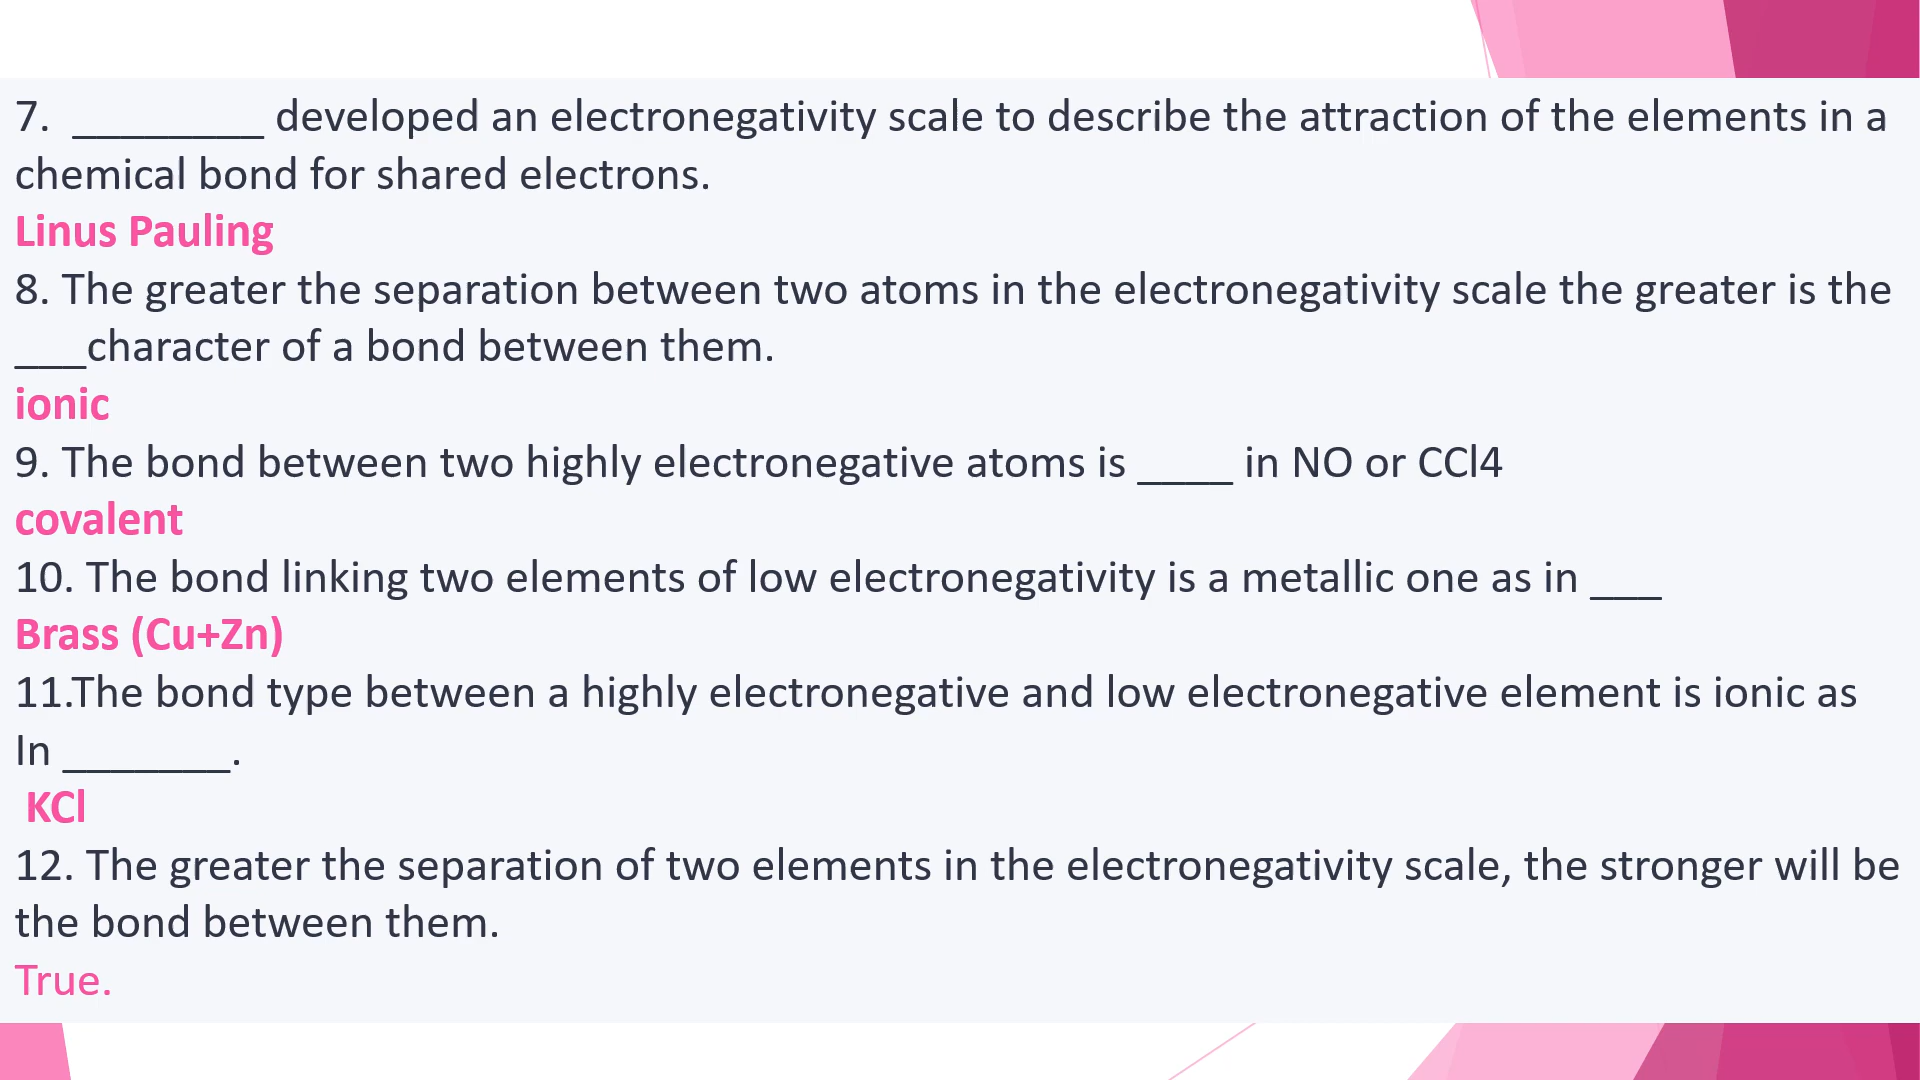 7.  ________ developed an electronegativity scale to describe the attraction of the elements in a
chemical bond for shared electrons.
Linus Pauling
8. The greater the separation between two atoms in the electronegativity scale the greater is the
___character of a bond between them.
ionic
9. The bond between two highly electronegative atoms is ____ in NO or CCl4
covalent
10. The bond linking two elements of low electronegativity is a metallic one as in ___
Brass (Cu+Zn)
11.The bond type between a highly electronegative and low electronegative element is ionic as
In _______.
KCl
12. The greater the separation of two elements in the electronegativity scale, the stronger will be
the bond between them.
True.